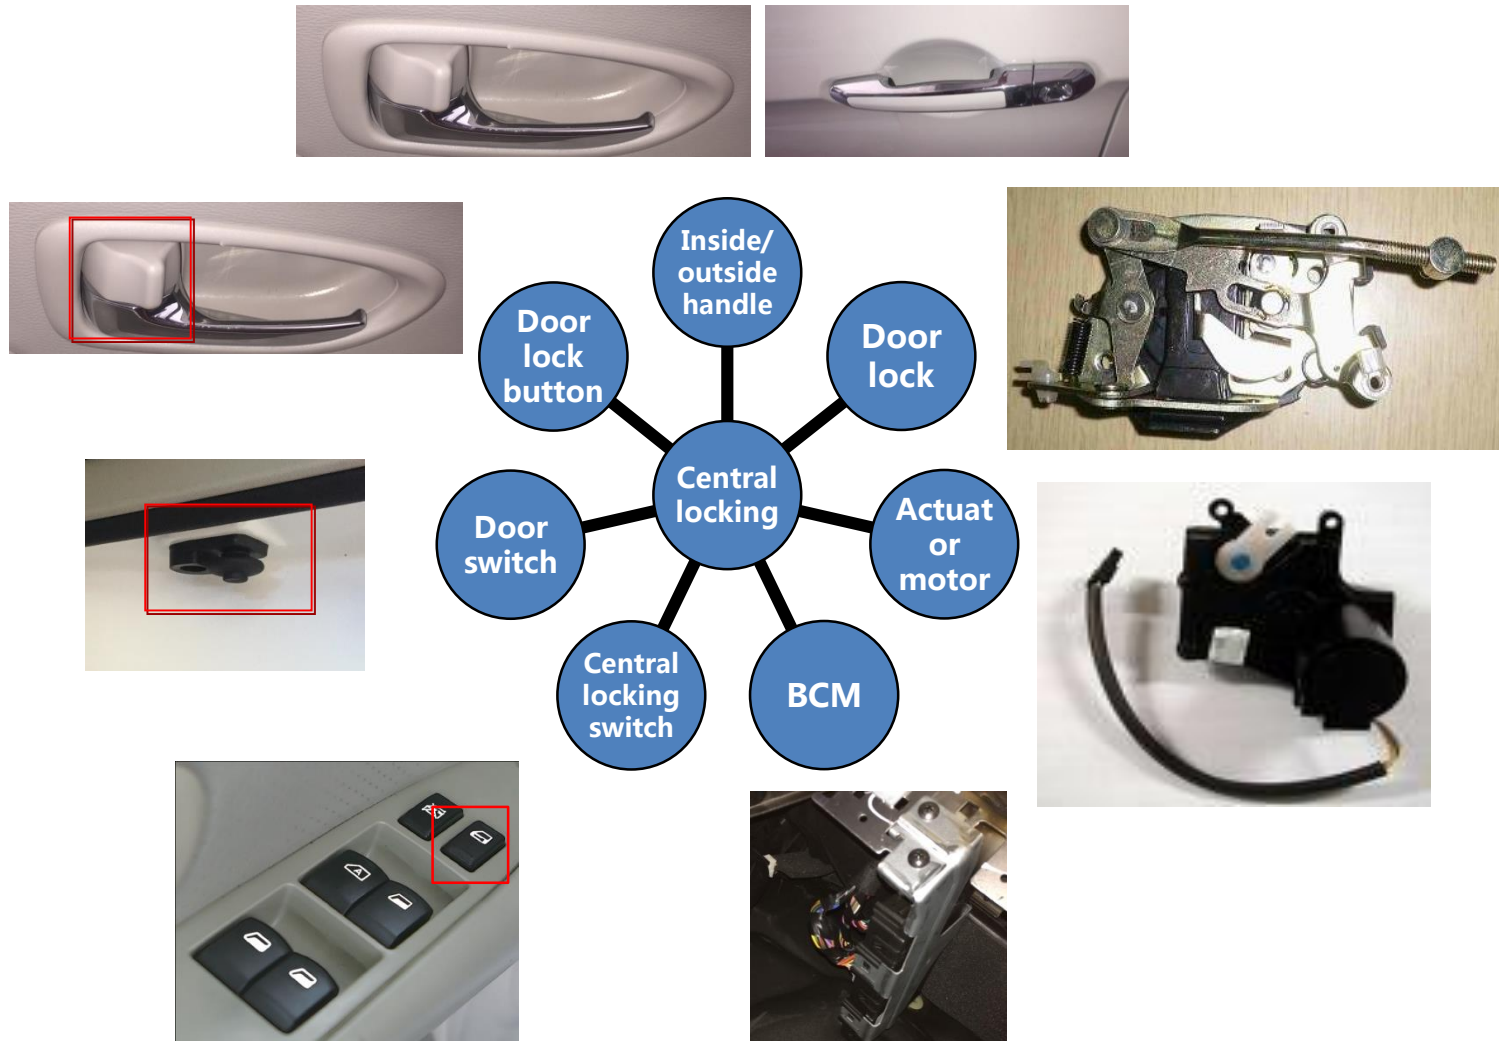 Inside/
outside
handle
Door
lock
button
Door
lock
Central
locking
Door
switch
Actuat
or
motor
Central
locking
switch
BCM
A